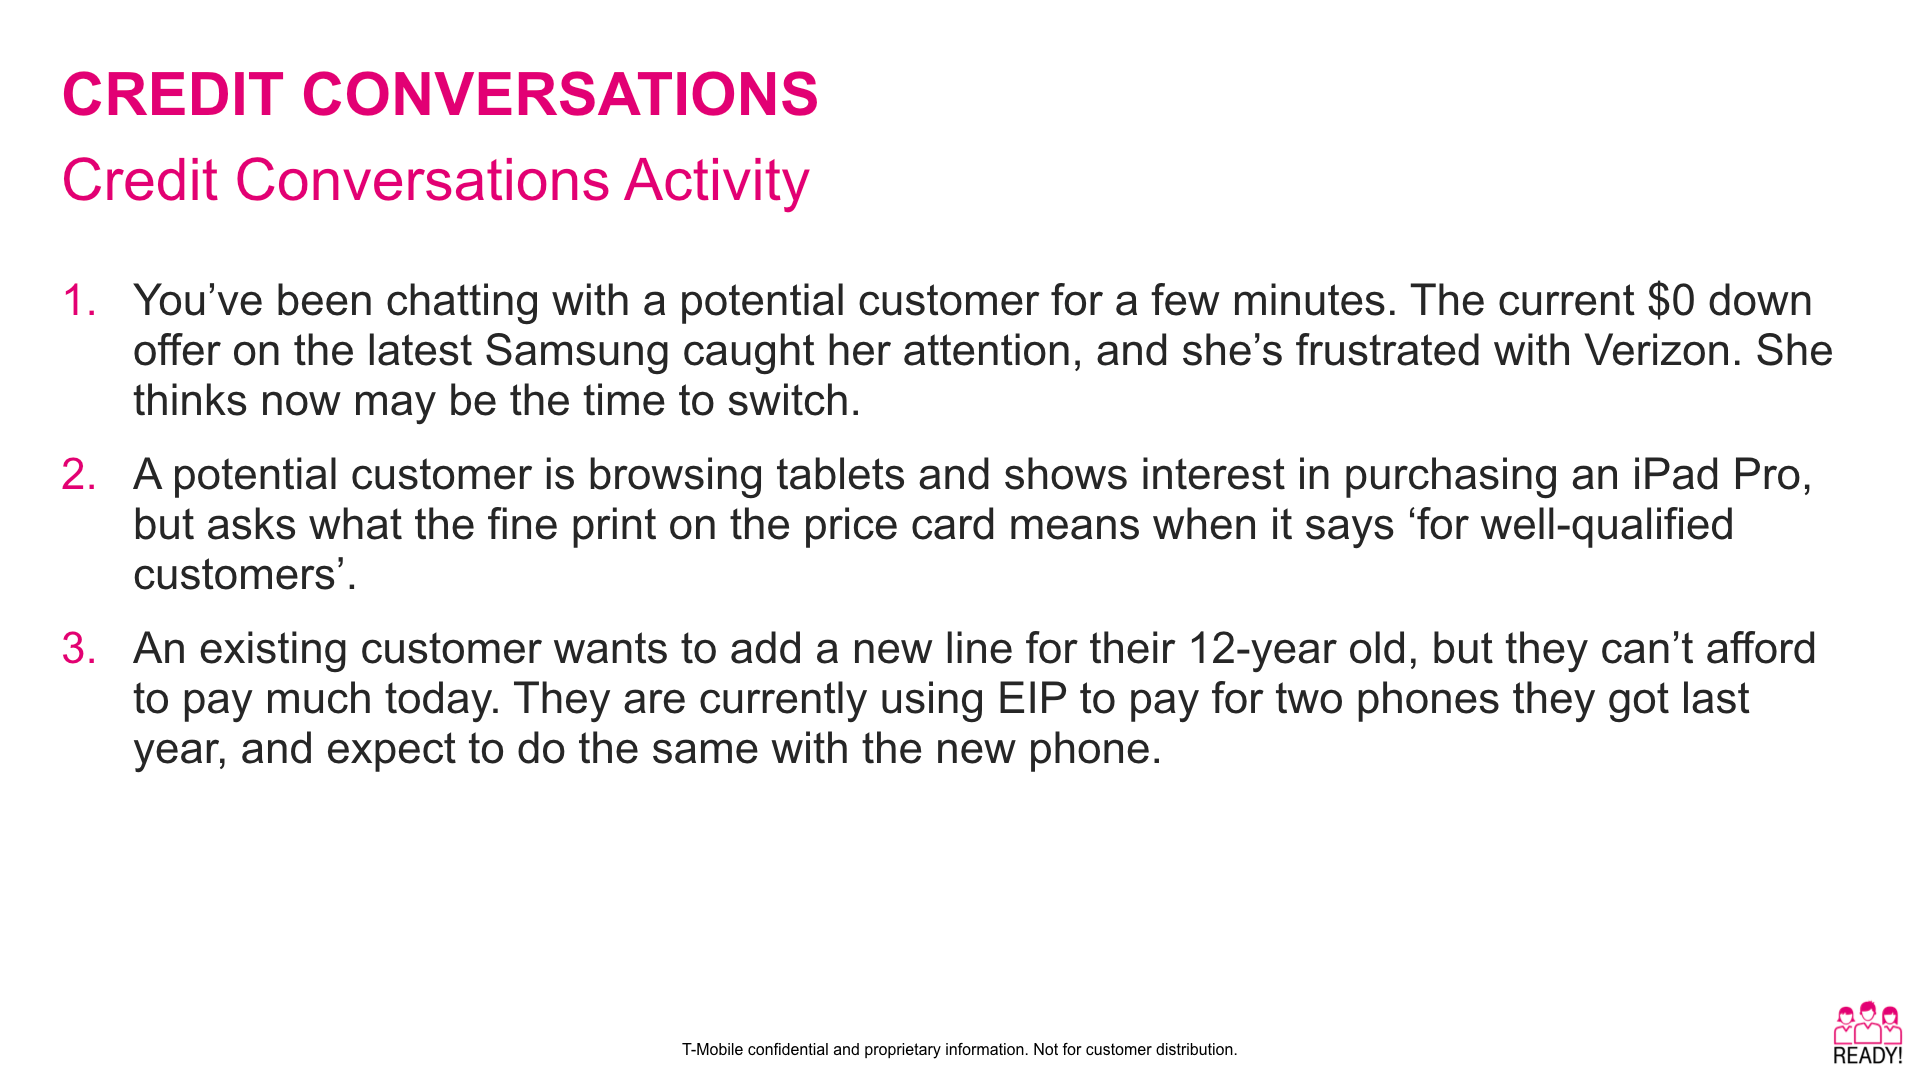 CREDIT CONVERSATIONS
Credit Conversations Activity
1. You’ve been chatting with a potential customer for a few minutes. The current $0 down
offer on the latest Samsung caught her attention, and she’s frustrated with Verizon. She
thinks now may be the time to switch.
2. A potential customer is browsing tablets and shows interest in purchasing an iPad Pro,
but asks what the fine print on the price card means when it says ‘for well-qualified
customers’.
3. An existing customer wants to add a new line for their 12-year old, but they can’t afford
to pay much today. They are currently using EIP to pay for two phones they got last
year, and expect to do the same with the new phone.
T-Mobile confidential and proprietary information. Not for customer distribution.
READY!